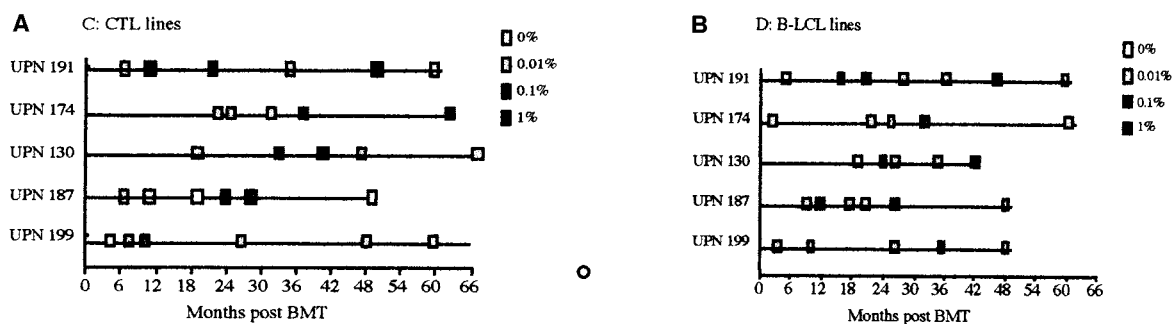 A
C: CTL lines
0%
0.01%
0.1%
1%
UPN 191
UPN 174
UPN 130
UPN 187
UPN 199
C: 6 12 18 24 30 36 42 48 54 60 66
Months post BMT
B
D: B-LCL lines
0%
0.01%
0.1%
1%
UPN 191
UPN 174
UPN 130
UPN 187
UPN 199
0 6 12 18 24 30 36 42 48 54 60 66
Months post BMT